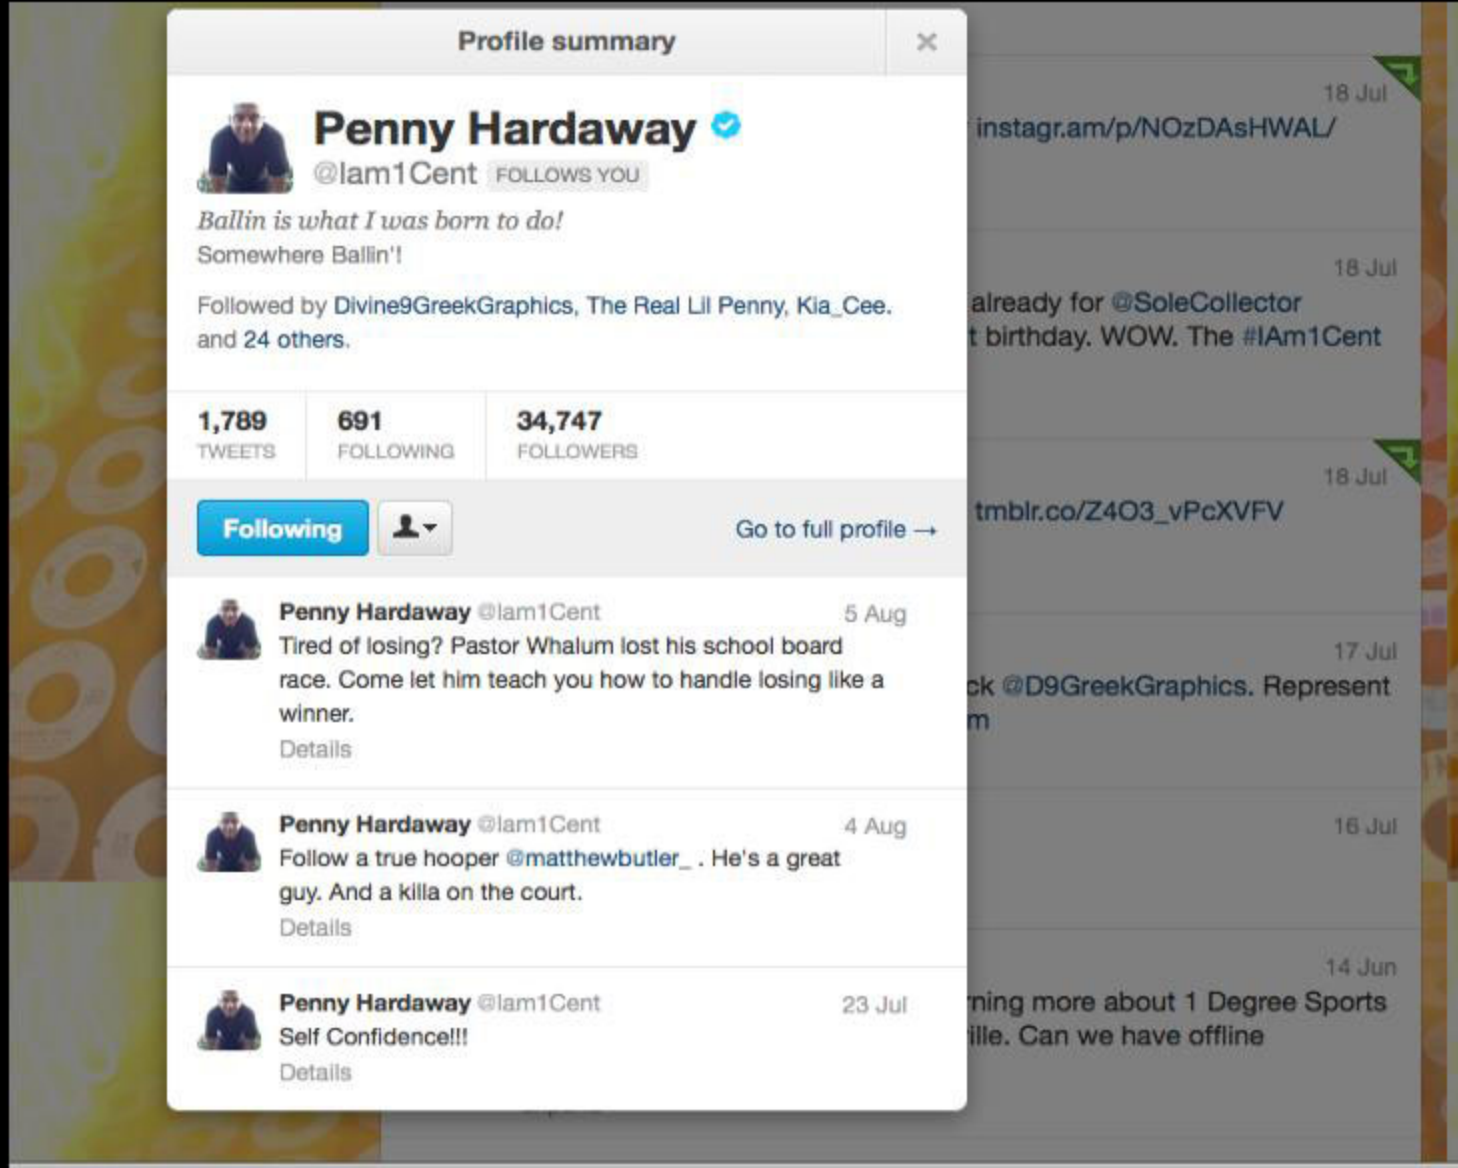 Profile summary
×
Penny Hardaway
@Iam1Cent FOLLOWS YOU
Ballin is what I was born to do!
Somewhere Ballin'!
Followed by Divine9GreekGraphics, The Real Lil Penny, Kia_Cee.
and 24 others.
1,789 691 34,747
TWEETS FOLLOWING FOLLOWERS
Following
Go to full profile →
Penny Hardaway @Iam1Cent 5 Aug
Tired of losing? Pastor Whalum lost his school board
race. Come let him teach you how to handle losing like a
winner.
Details
Penny Hardaway @Iam1Cent 4 Aug
Follow a true hooper @matthewbutler_ . He's a great
guy. And a killa on the court.
Details
Penny Hardaway @Iam1Cent 23 Jul
Self Confidence!!!
Details
18 Jul
instagr.am/p/NOzDAsHWAL/
18 Jul
already for @SoleCollector
t birthday. WOW. The #IAm1Cent
18 Jul
tmblr.co/Z4O3_vPcXVFV
17 Jul
ck @D9GreekGraphics. Represent
m
16 Jul
14 Jun
rning more about 1 Degree Sports
ille. Can we have offline